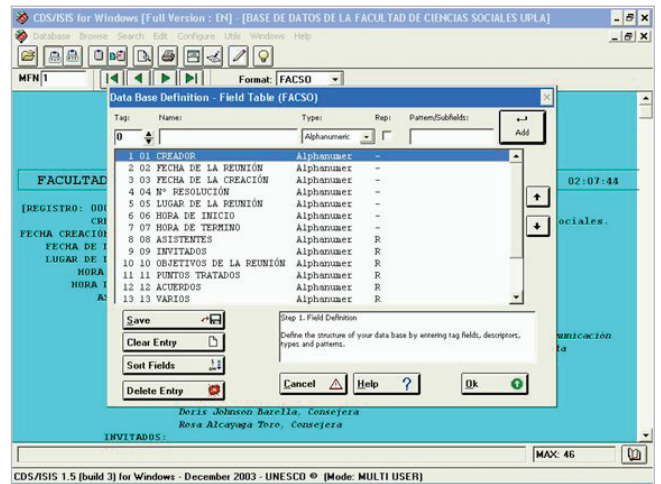 CDS/ISIS for Windows [Full Version : EN] - [BASE DE DATOS DE LA FACULTAD DE CIENCIAS SOCIALES UPLA]
Database Browse Search Edit Configure Utils Windows Help
MFN 1 Format: FACSO
Data Base Definition - Field Table (FACSO)
Tag: Name: Type: Rep: Pattern/Subfields:
0 Alphanumeric Add
1 01 CREADOR Alphanumer -
2 02 FECHA DE LA REUNIÓN Alphanumer -
3 03 FECHA DE LA CREACIÓN Alphanumer -
4 04 Nº RESOLUCIÓN Alphanumer -
5 05 LUGAR DE LA REUNIÓN Alphanumer -
6 06 HORA DE INICIO Alphanumer -
7 07 HORA DE TERMINO Alphanumer -
8 08 ASISTENTES Alphanumer R
9 09 INVITADOS Alphanumer R
10 10 OBJETIVOS DE LA REUNIÓN Alphanumer R
11 11 PUNTOS TRATADOS Alphanumer R
12 12 ACUERDOS Alphanumer R
13 13 VARIOS Alphanumer R
FACULTAD 02:07:44
[REGISTRO: 00
CRE ociales.
FECHA CREACIÓN
FECHA DE L
LUGAR DE L
HORA
HORA T
AS
Save
Clear Entry
Sort Fields
Delete Entry
Step 1. Field Definition
Define the structure of your data base by entering tag fields, descriptors,
types and patterns.
Cancel Help Ok
unicación
la
Doris Johnson Barella, Consejera
Rosa Alcayaga Toro, Consejera
INVITADOS:
MAX: 46
CDS/ISIS 1.5 (build 3) for Windows - December 2003 - UNESCO © (Mode: MULTI USER)